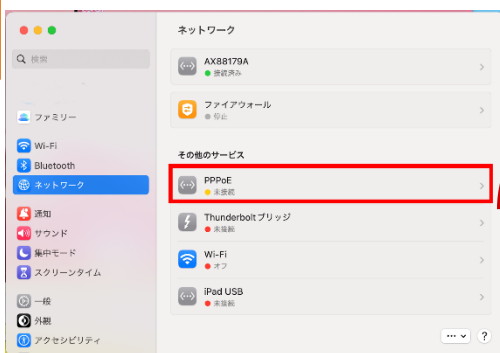 ネットワーク
検索
AX88179A
接続済み
ファイアウォール
停止
ファミリー
Wi-Fi
Bluetooth
ネットワーク
通知
サウンド
集中モード
スクリーンタイム
一般
外観
アクセシビリティ
その他のサービス
PPPoE
未接続
Thunderbolt ブリッジ
未接続
Wi-Fi
オフ
iPad USB
未接続
?